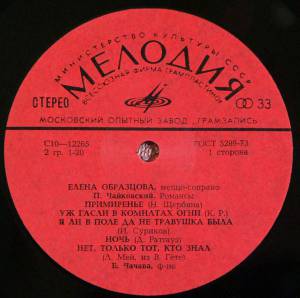 МИНИСТЕРСТВО КУЛЬТУРЫ СССР
МЕЛОДИЯ
ВСЕСОЮЗНАЯ ФИРМА ГРАМПЛАСТИНОК
СТЕРЕО
33
МОСКОВСКИЙ ОПЫТНЫЙ ЗАВОД „ГРАМЗАПИСЬ"
С10—12265 ГОСТ 5289-73
2 гр. 1-20 1 сторона
ЕЛЕНА ОБРАЗЦОВА, меццо-сопрано
П. Чайковский. Романсы
ПРИМИРЕНЬЕ (Н. Щербина)
УЖ ГАСЛИ В КОМНАТАХ ОГНИ (К. Р.)
Я ЛИ В ПОЛЕ ДА НЕ ТРАВУШКА БЫЛА
(И. Суриков)
НОЧЬ (Д. Ратгауз)
НЕТ, ТОЛЬКО ТОТ, КТО ЗНАЛ
(Л. Мей, из В. Гёте)
В. Чачава, ф-но